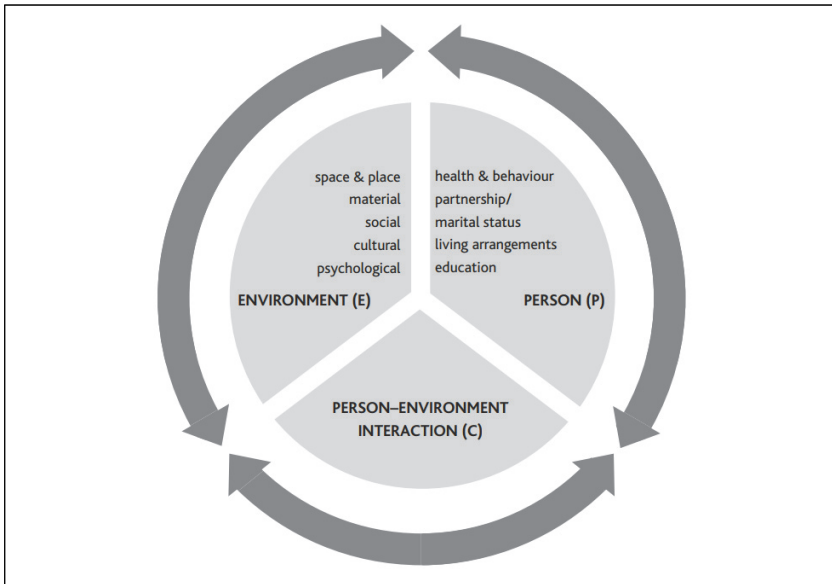 space & place
material
social
cultural
psychological
ENVIRONMENT (E)
health & behaviour
partnership/
marital status
living arrangements
education
PERSON (P)
PERSON–ENVIRONMENT
INTERACTION (C)